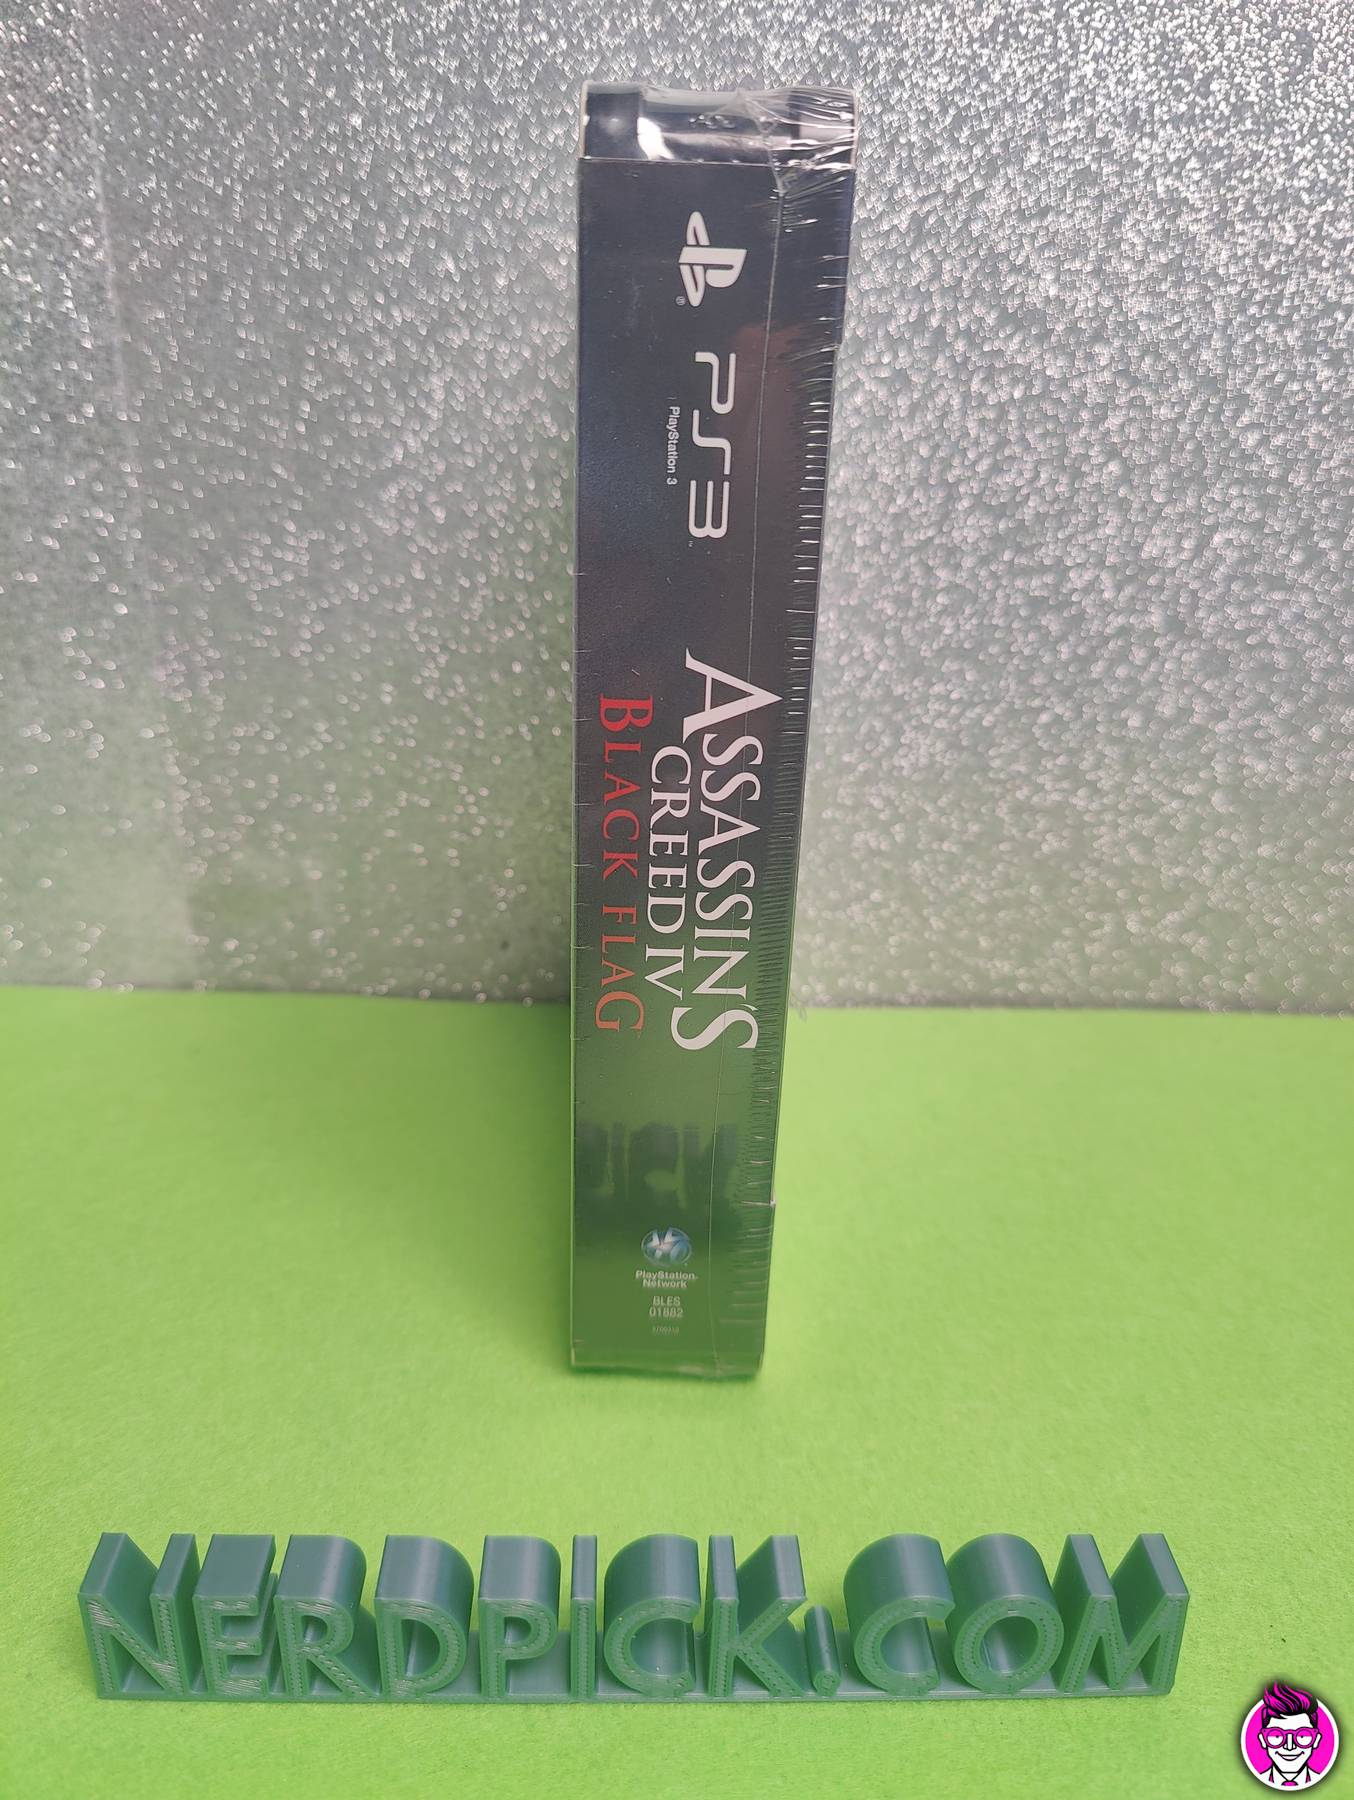 PS3
PlayStation 3
ASSASSIN'S
CREED IV
BLACK FLAG
PlayStation
Network
BLES
01882
NERDPICK.COM